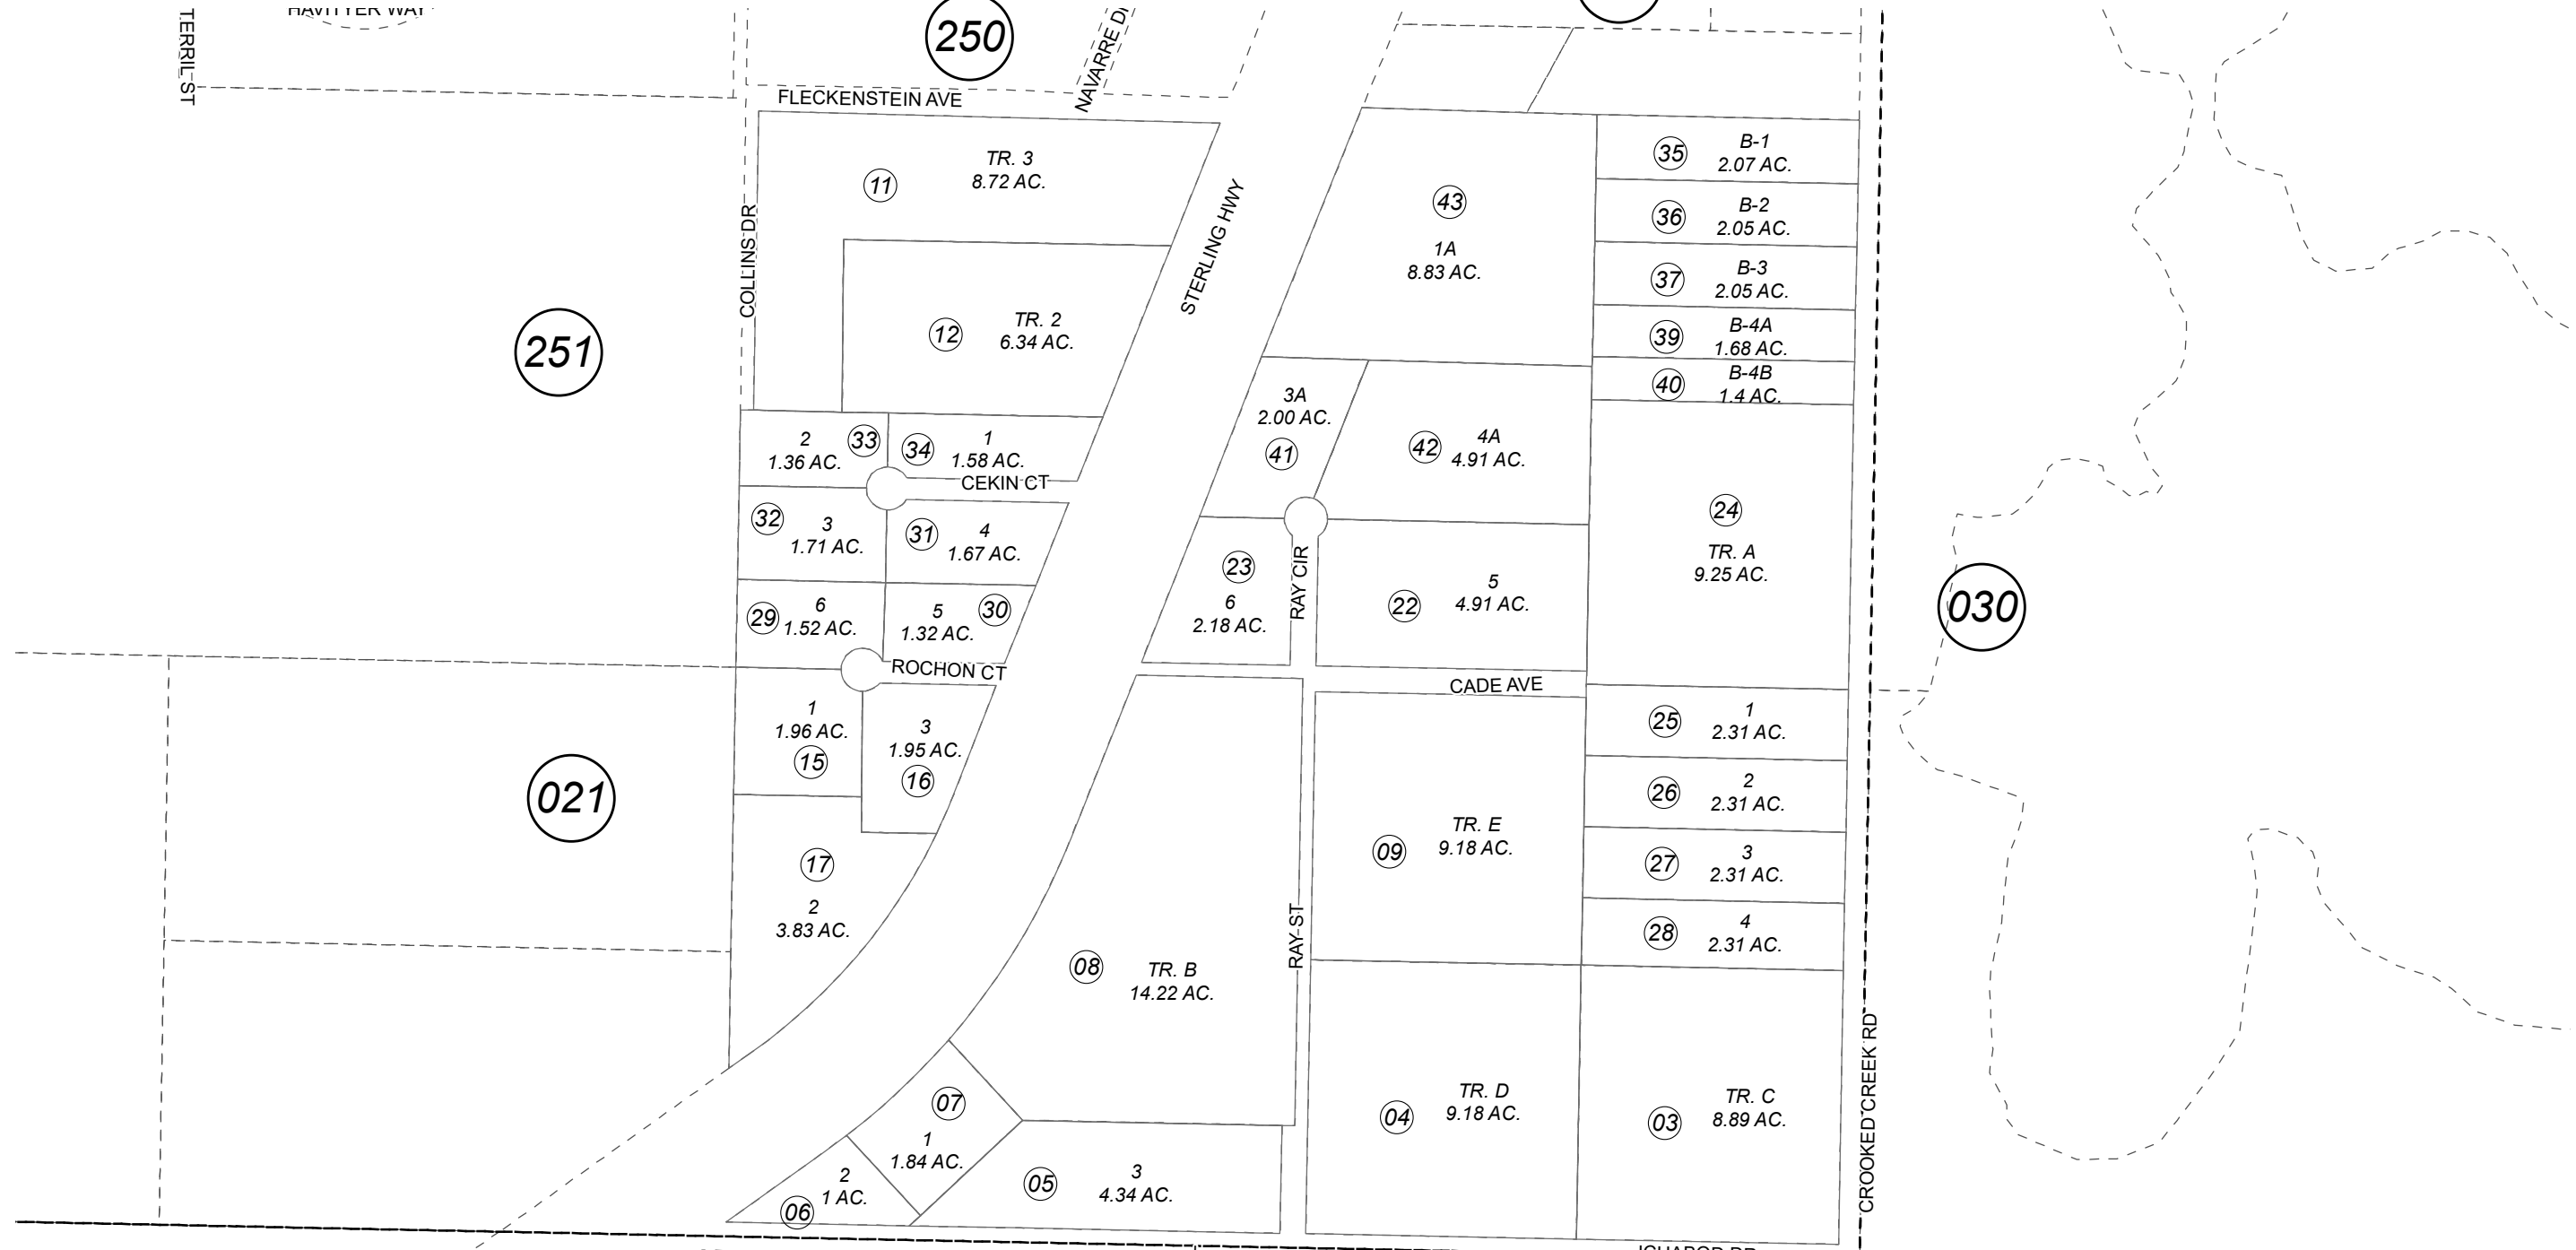 TERRIL ST
250
NAVARRE DR
FLECKENSTEIN AVE
COLLINS DR
STERLING HWY
11
TR. 3
8.72 AC.
12
TR. 2
6.34 AC.
43
1A
8.83 AC.
35
B-1
2.07 AC.
36
B-2
2.05 AC.
37
B-3
2.05 AC.
39
B-4A
1.68 AC.
40
B-4B
1.4 AC.
251
2
33
1.36 AC.
34
1
1.58 AC.
CEKIN CT
3A
2.00 AC.
41
42
4A
4.91 AC.
32
3
1.71 AC.
31
4
1.67 AC.
24
TR. A
9.25 AC.
23
6
2.18 AC.
RAY CIR
22
5
4.91 AC.
030
29
6
1.52 AC.
5
1.32 AC.
30
ROCHON CT
CADE AVE
021
1
1.96 AC.
15
3
1.95 AC.
16
25
1
2.31 AC.
26
2
2.31 AC.
27
3
2.31 AC.
28
4
2.31 AC.
09
TR. E
9.18 AC.
17
2
3.83 AC.
08
TR. B
14.22 AC.
RAY ST
07
1
1.84 AC.
2
1 AC.
06
05
3
4.34 AC.
04
TR. D
9.18 AC.
03
TR. C
8.89 AC.
CROOKED CREEK RD